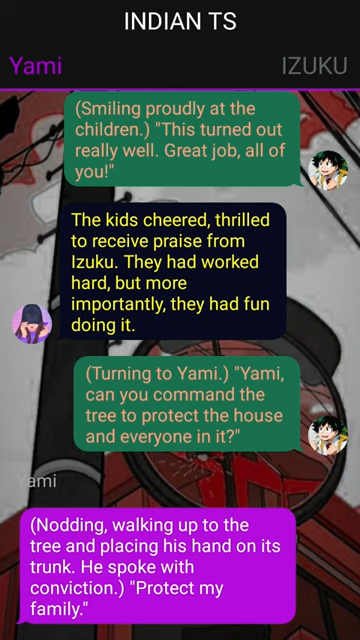 INDIAN TS
Yami
IZUKU
(Smiling proudly at the
children.) "This turned out
really well. Great job, all of
you!"
The kids cheered, thrilled
to receive praise from
Izuku. They had worked
hard, but more
importantly, they had fun
doing it.
(Turning to Yami.) "Yami,
can you command the
tree to protect the house
and everyone in it?"
Yami
(Nodding, walking up to the
tree and placing his hand on its
trunk. He spoke with
conviction.) "Protect my
family."